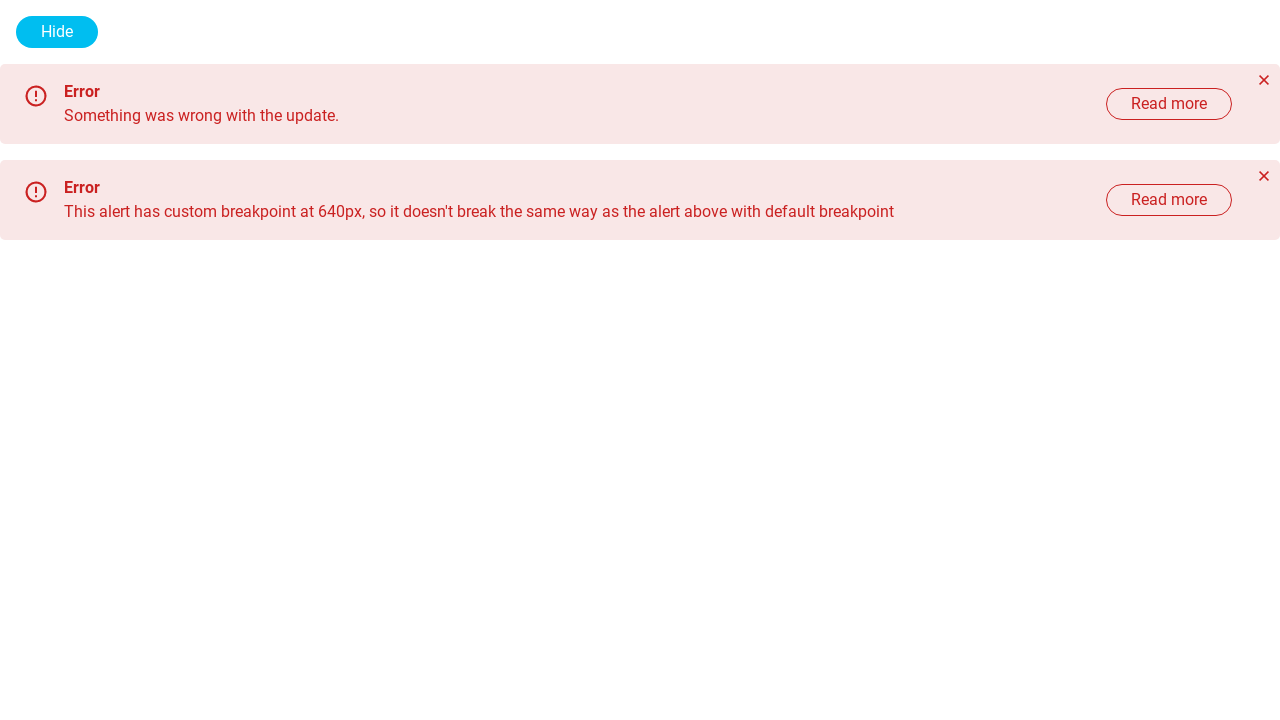 Hide
Error
Something was wrong with the update.
Read more
Error
This alert has custom breakpoint at 640px, so it doesn't break the same way as the alert above with default breakpoint
Read more